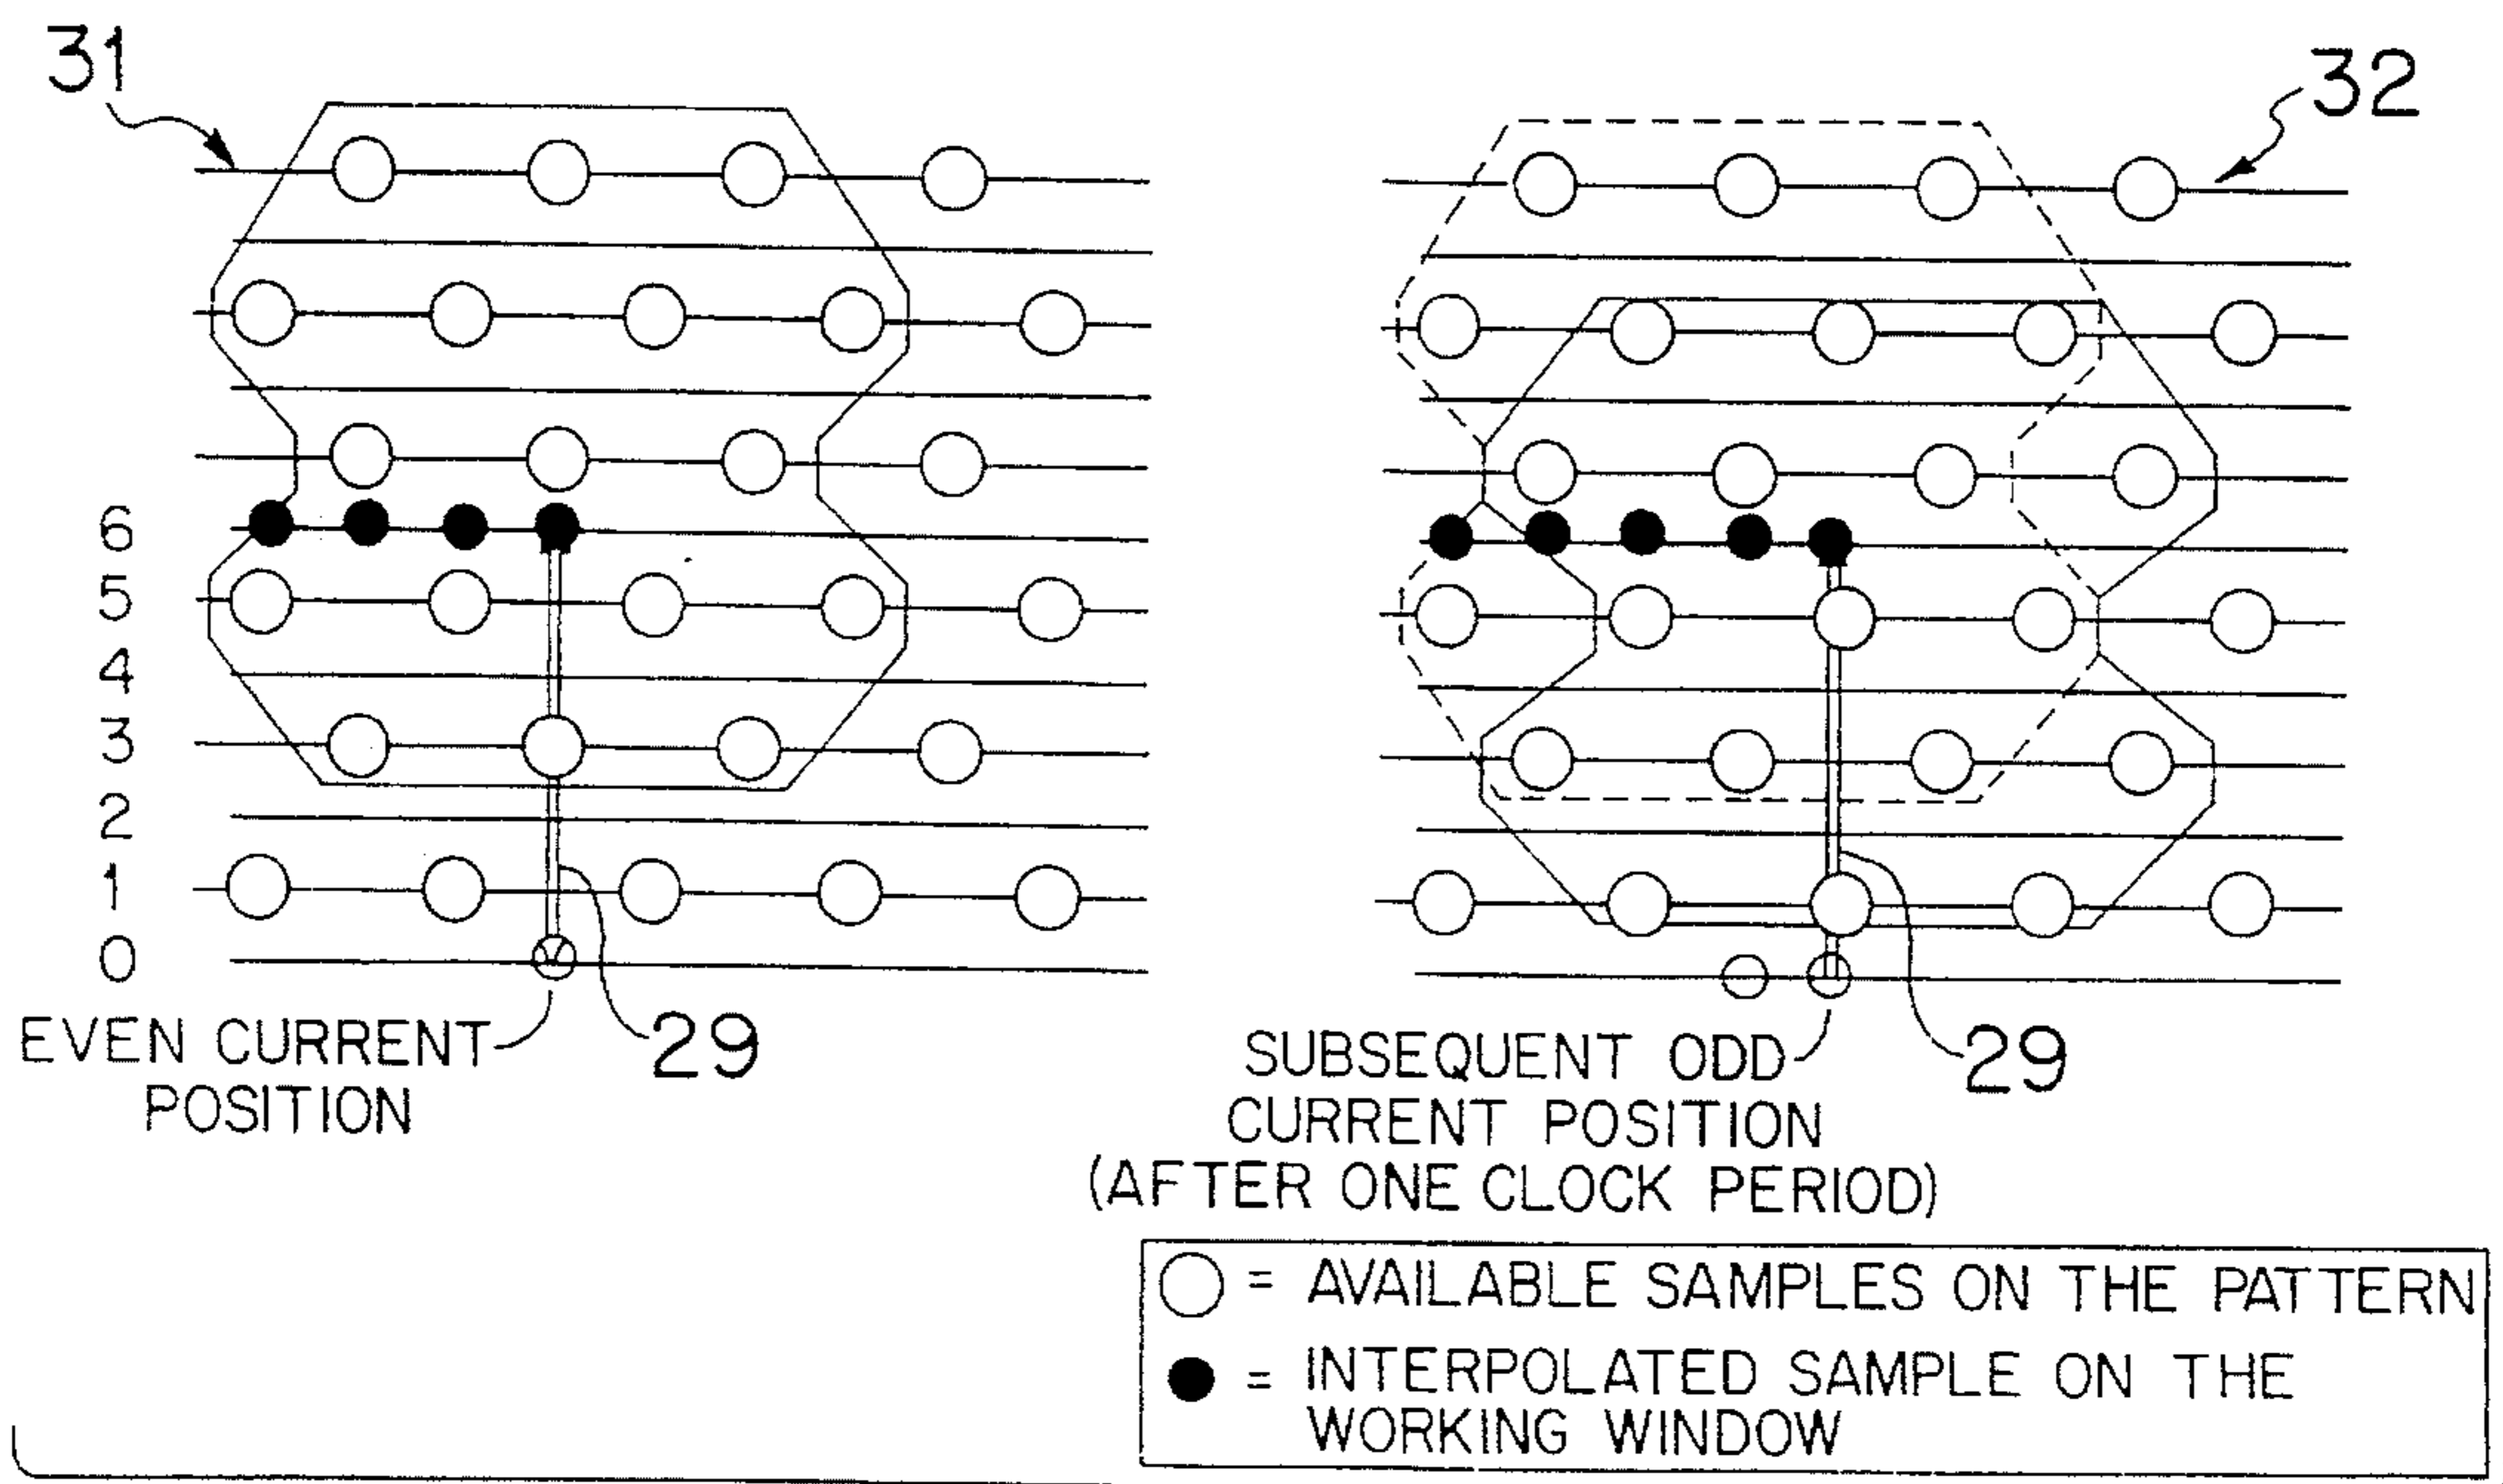 31
32
6
5
4
3
2
1
0
EVEN CURRENT
POSITION
29
SUBSEQUENT ODD
CURRENT POSITION
(AFTER ONE CLOCK PERIOD)
29
= AVAILABLE SAMPLES ON THE PATTERN
= INTERPOLATED SAMPLE ON THE
WORKING WINDOW